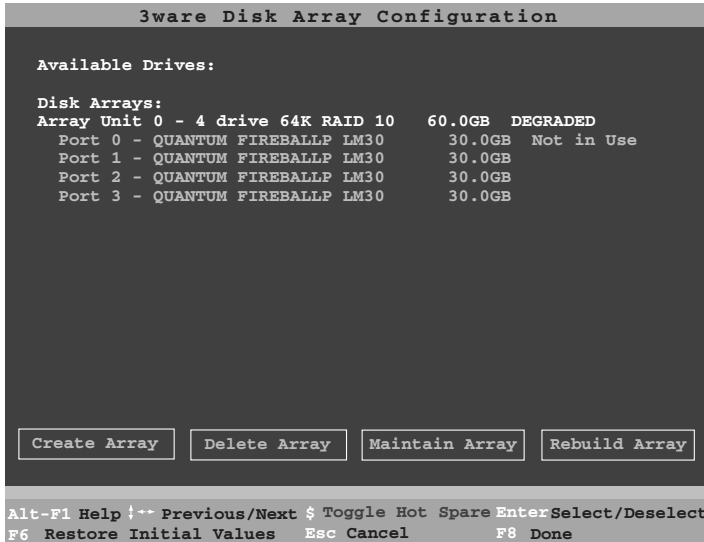 3ware Disk Array Configuration
Available Drives:
Disk Arrays:
Array Unit 0 - 4 drive 64K RAID 10 60.0GB DEGRADED
Port 0 - QUANTUM FIREBALLP LM30 30.0GB Not in Use
Port 1 - QUANTUM FIREBALLP LM30 30.0GB
Port 2 - QUANTUM FIREBALLP LM30 30.0GB
Port 3 - QUANTUM FIREBALLP LM30 30.0GB
Create Array Delete Array Maintain Array Rebuild Array
Alt-F1 Help ↕↔ Previous/Next $ Toggle Hot Spare Enter Select/Deselect
F6 Restore Initial Values Esc Cancel F8 Done